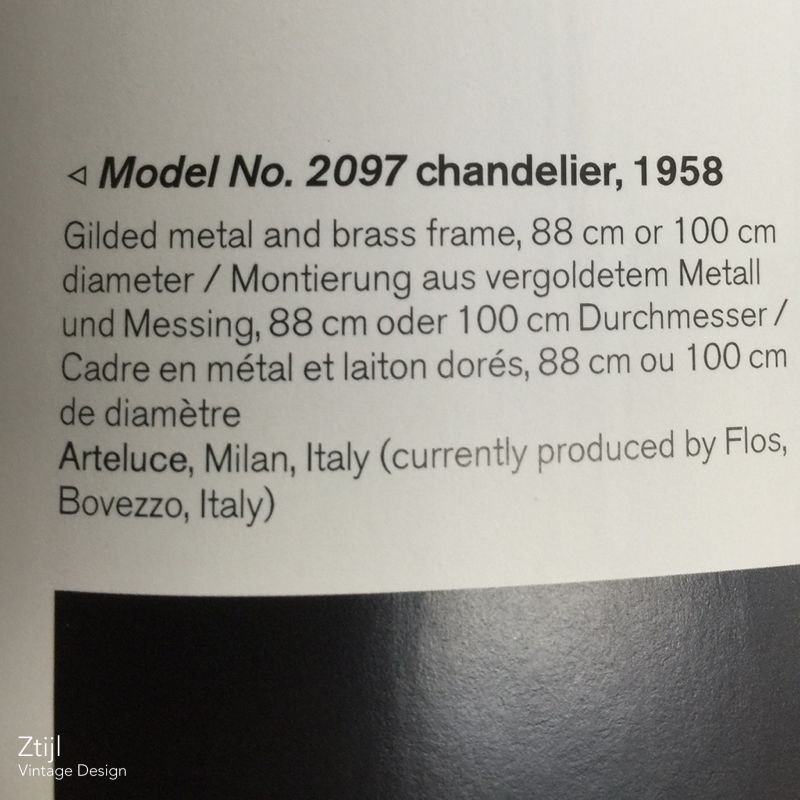 ◁ Model No. 2097 chandelier, 1958
Gilded metal and brass frame, 88 cm or 100 cm
diameter / Montierung aus vergoldetem Metall
und Messing, 88 cm oder 100 cm Durchmesser /
Cadre en métal et laiton dorés, 88 cm ou 100 cm
de diamètre
Arteluce, Milan, Italy (currently produced by Flos,
Bovezzo, Italy)
Ztijl
Vintage Design